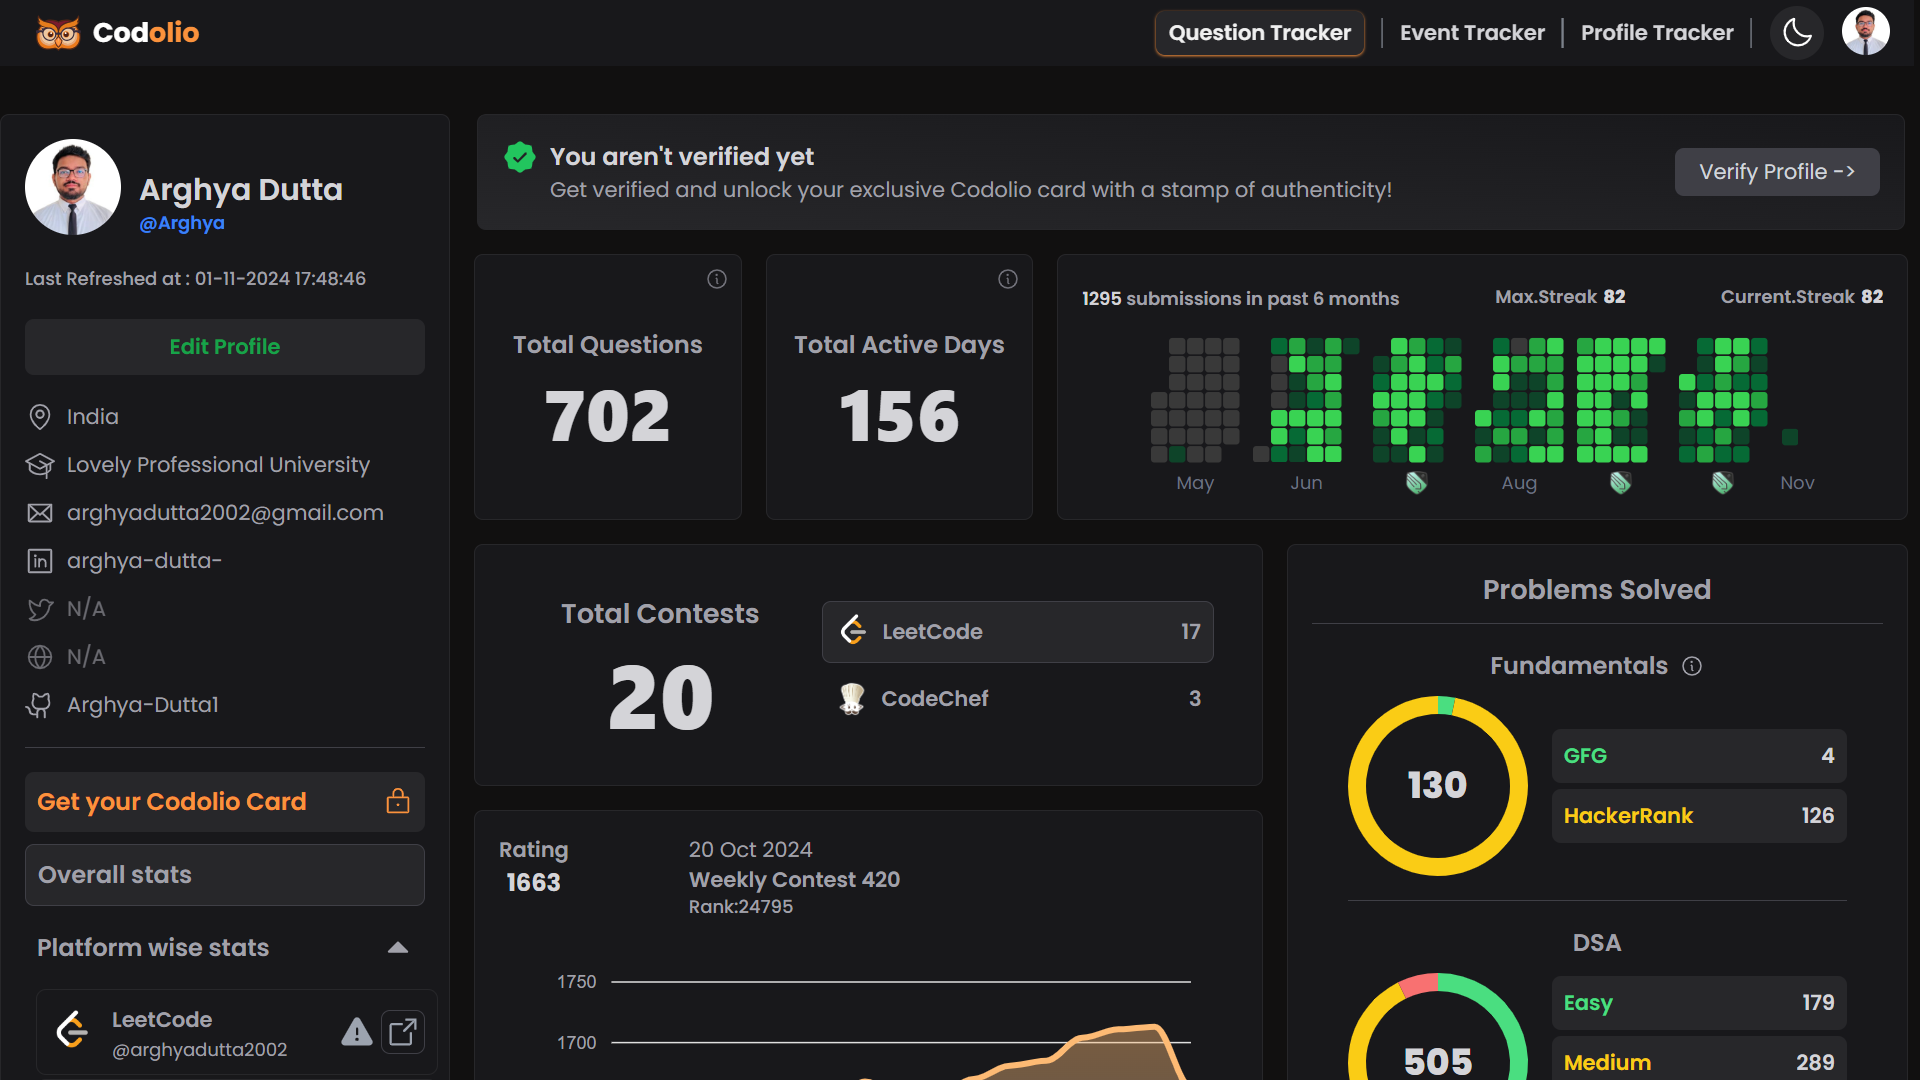 Codolio
Question Tracker
Event Tracker
Profile Tracker
Arghya Dutta
@Arghya
Last Refreshed at : 01-11-2024 17:48:46
Edit Profile
India
Lovely Professional University
arghyadutta2002@gmail.com
arghya-dutta-
N/A
N/A
Arghya-Dutta1
Get your Codolio Card
Overall stats
Platform wise stats
LeetCode
@arghyadutta2002
You aren't verified yet
Get verified and unlock your exclusive Codolio card with a stamp of authenticity!
Verify Profile ->
Total Questions
702
Total Active Days
156
1295 submissions in past 6 months
Max.Streak 82
Current.Streak 82
May
Jun
Aug
Nov
Total Contests
20
LeetCode 17
CodeChef 3
Rating
1663
20 Oct 2024
Weekly Contest 420
Rank:24795
1750
1700
Problems Solved
Fundamentals
130
GFG 4
HackerRank 126
DSA
505
Easy 179
Medium 289